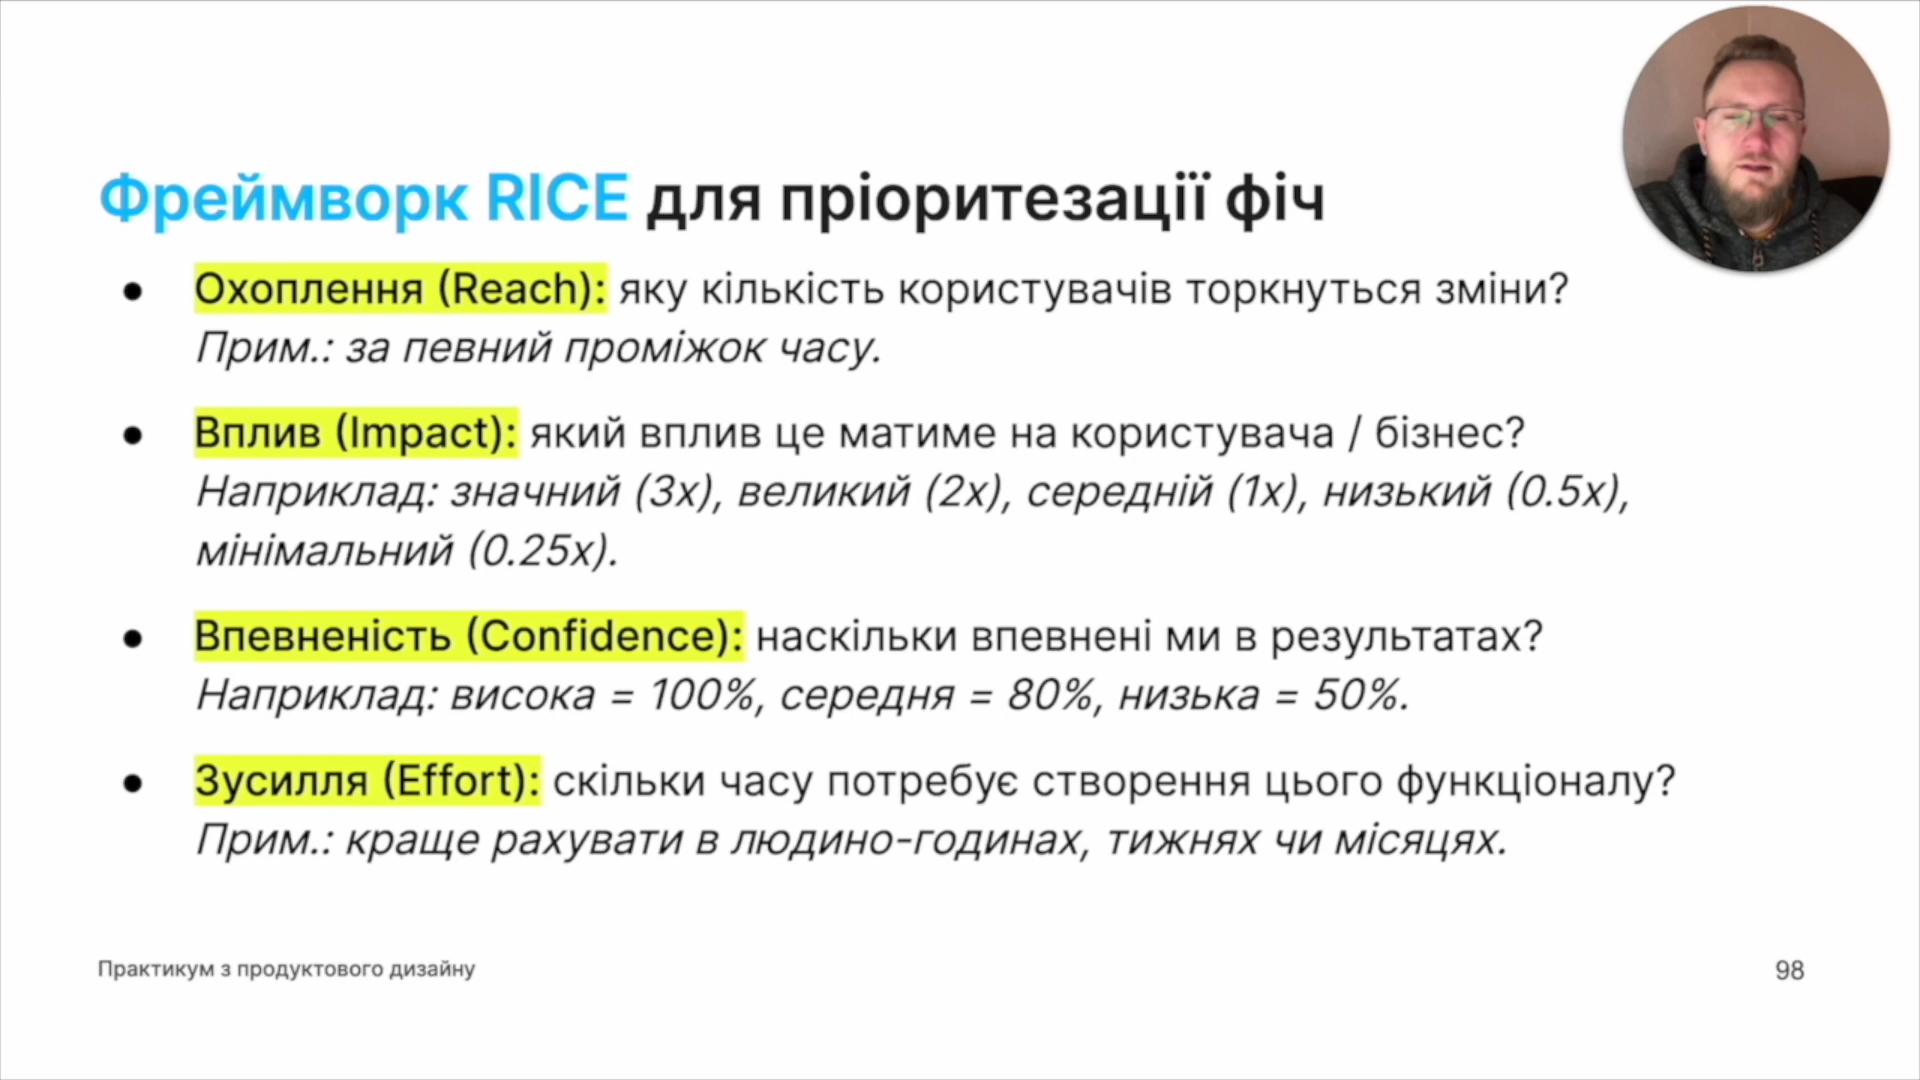 Фреймворк RICE для пріоритезації фіч
● Охоплення (Reach): яку кількість користувачів торкнуться зміни?
Прим.: за певний проміжок часу.
● Вплив (Impact): який вплив це матиме на користувача / бізнес?
Наприклад: значний (3x), великий (2x), середній (1x), низький (0.5x),
мінімальний (0.25x).
● Впевненість (Confidence): наскільки впевнені ми в результатах?
Наприклад: висока = 100%, середня = 80%, низька = 50%.
● Зусилля (Effort): скільки часу потребує створення цього функціоналу?
Прим.: краще рахувати в людино-годинах, тижнях чи місяцях.
Практикум з продуктового дизайну
98